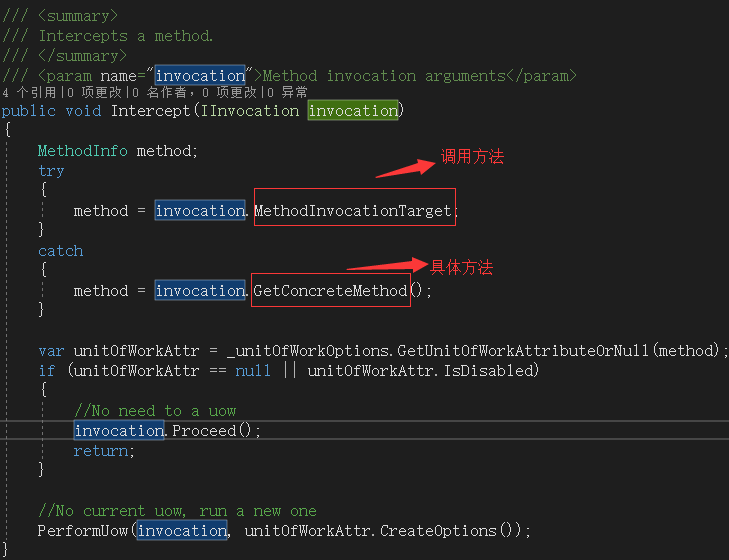 /// <summary>
/// Intercepts a method.
/// </summary>
/// <param name="invocation">Method invocation arguments</param>
4 个引用|0 项更改|0 名作者，0 项更改|0 异常
public void Intercept(IInvocation invocation)
{
MethodInfo method;
调用方法
try
{
method = invocation.MethodInvocationTarget;
}
catch
具体方法
{
method = invocation.GetConcreteMethod();
}
var unitOfWorkAttr = _unitOfWorkOptions.GetUnitOfWorkAttributeOrNull(method);
if (unitOfWorkAttr == null || unitOfWorkAttr.IsDisabled)
{
//No need to a uow
invocation.Proceed();
return;
}
//No current uow, run a new one
PerformUow(invocation, unitOfWorkAttr.CreateOptions());
}